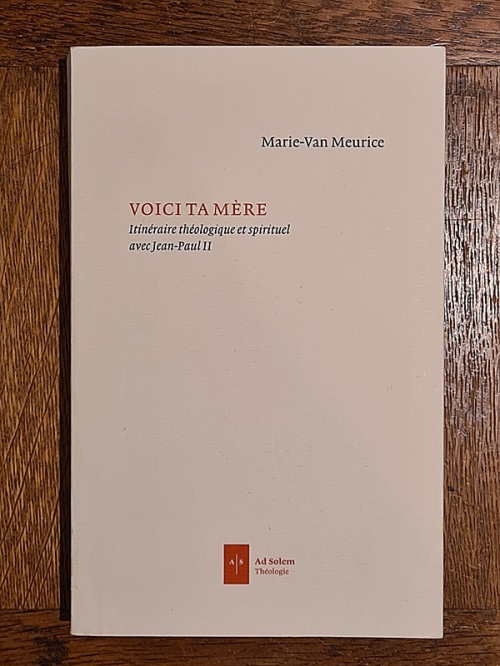 Marie-Van Meurice
VOICI TA MÈRE
Itinéraire théologique et spirituel
avec Jean-Paul II
A|S
Ad Solem
Théologie